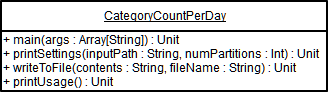 CategoryCountPerDay
+ main(args : Array[String]) : Unit
+ printSettings(inputPath : String, numPartitions : Int) : Unit
+ writeToFile(contents : String, fileName : String) : Unit
+ printUsage() : Unit